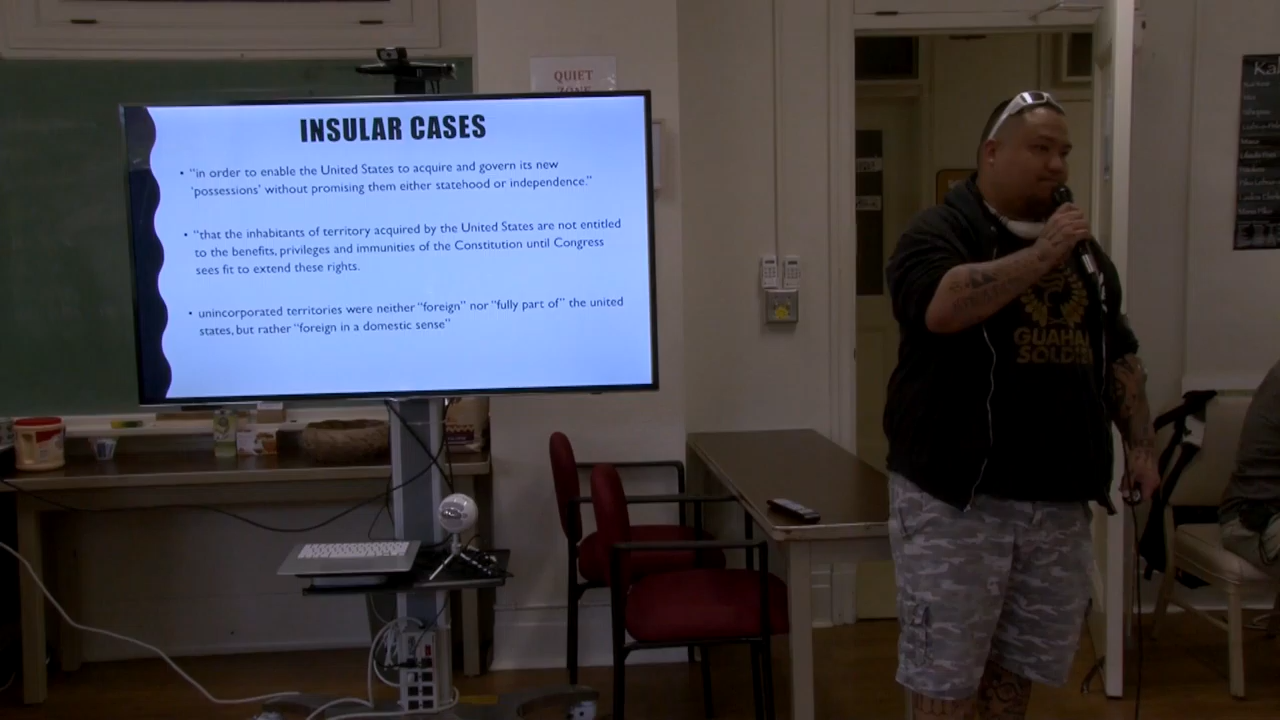 QUIET
ZONE
INSULAR CASES
• "in order to enable the United States to acquire and govern its new
'possessions' without promising them either statehood or independence."
• "that the inhabitants of territory acquired by the United States are not entitled
to the benefits, privileges and immunities of the Constitution until Congress
sees fit to extend these rights.
• unincorporated territories were neither "foreign" nor "fully part of" the united
states, but rather "foreign in a domestic sense"
GUAHAN
SOLDIER